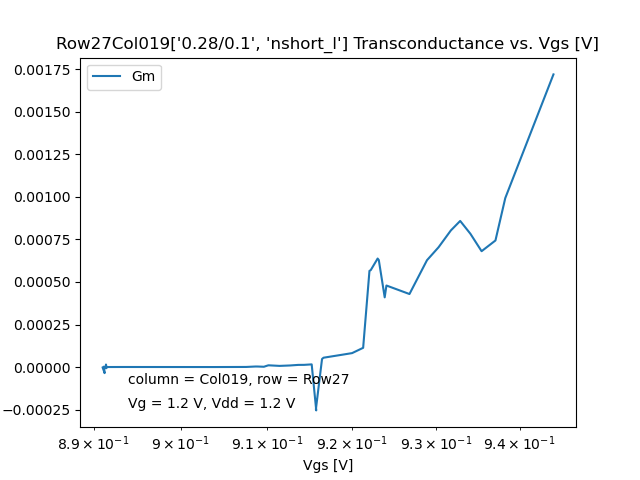 Row27Col019['0.28/0.1', 'nshort_l'] Transconductance vs. Vgs [V]
Gm
0.00175
0.00150
0.00125
0.00100
0.00075
0.00050
0.00025
0.00000
−0.00025
column = Col019, row = Row27
Vg = 1.2 V, Vdd = 1.2 V
8.9 × 10⁻¹ 9 × 10⁻¹ 9.1 × 10⁻¹ 9.2 × 10⁻¹ 9.3 × 10⁻¹ 9.4 × 10⁻¹
Vgs [V]